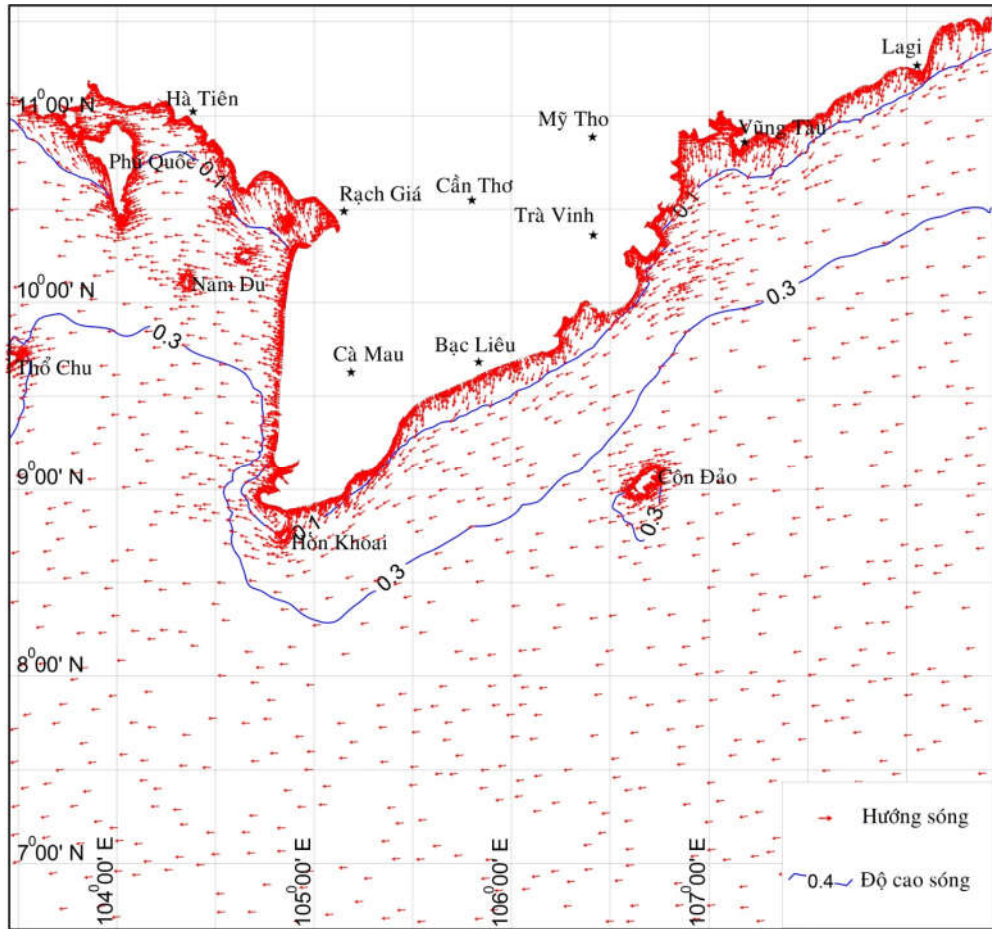 Lagi
11°00' N
Hà Tiên
Mỹ Tho
Vũng Tàu
Phú Quốc
0.1
Rạch Giá
Cần Thơ
0.1
Trà Vinh
10°00' N
Nam Du
0.3
0.3
Cà Mau
Bạc Liêu
Thổ Chu
9°00' N
Côn Đảo
0.3
0.1
Hòn Khoai
0.3
8°00' N
Hướng sóng
7°00' N
104°00' E
105°00' E
106°00' E
107°00' E
0.4
Độ cao sóng